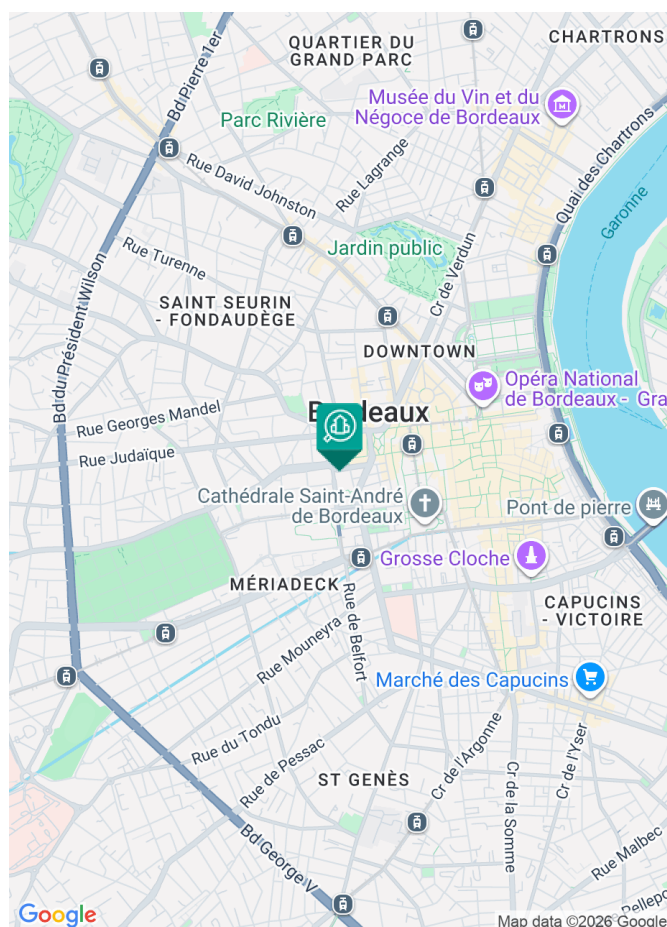 QUARTIER DU
GRAND PARC
CHARTRONS
Bd Pierre 1er
Musée du Vin et du
Négoce de Bordeaux
Parc Rivière
Rue Lagrange
Quai des Chartrons
Rue David Johnston
Garonne
Jardin public
Rue Turenne
Cr de Verdun
Bd du Président Wilson
SAINT SEURIN
- FONDAUDÈGE
DOWNTOWN
Opéra National
de Bordeaux - Gra
Rue Georges Mandel
Rue Judaïque
Cathédrale Saint-André
de Bordeaux
Pont de pierre
Grosse Cloche
MÉRIADECK
Rue de Belfort
CAPUCINS
- VICTOIRE
Rue Mouneyra
Marché des Capucins
Rue du Tondu
Rue de Pessac
Cr de l'Argonne
Cr de l'Yser
ST GENÈS
Cr de la Somme
Bd George V
Rue Malbec
Pellepo
Google
Map data ©2026 Google